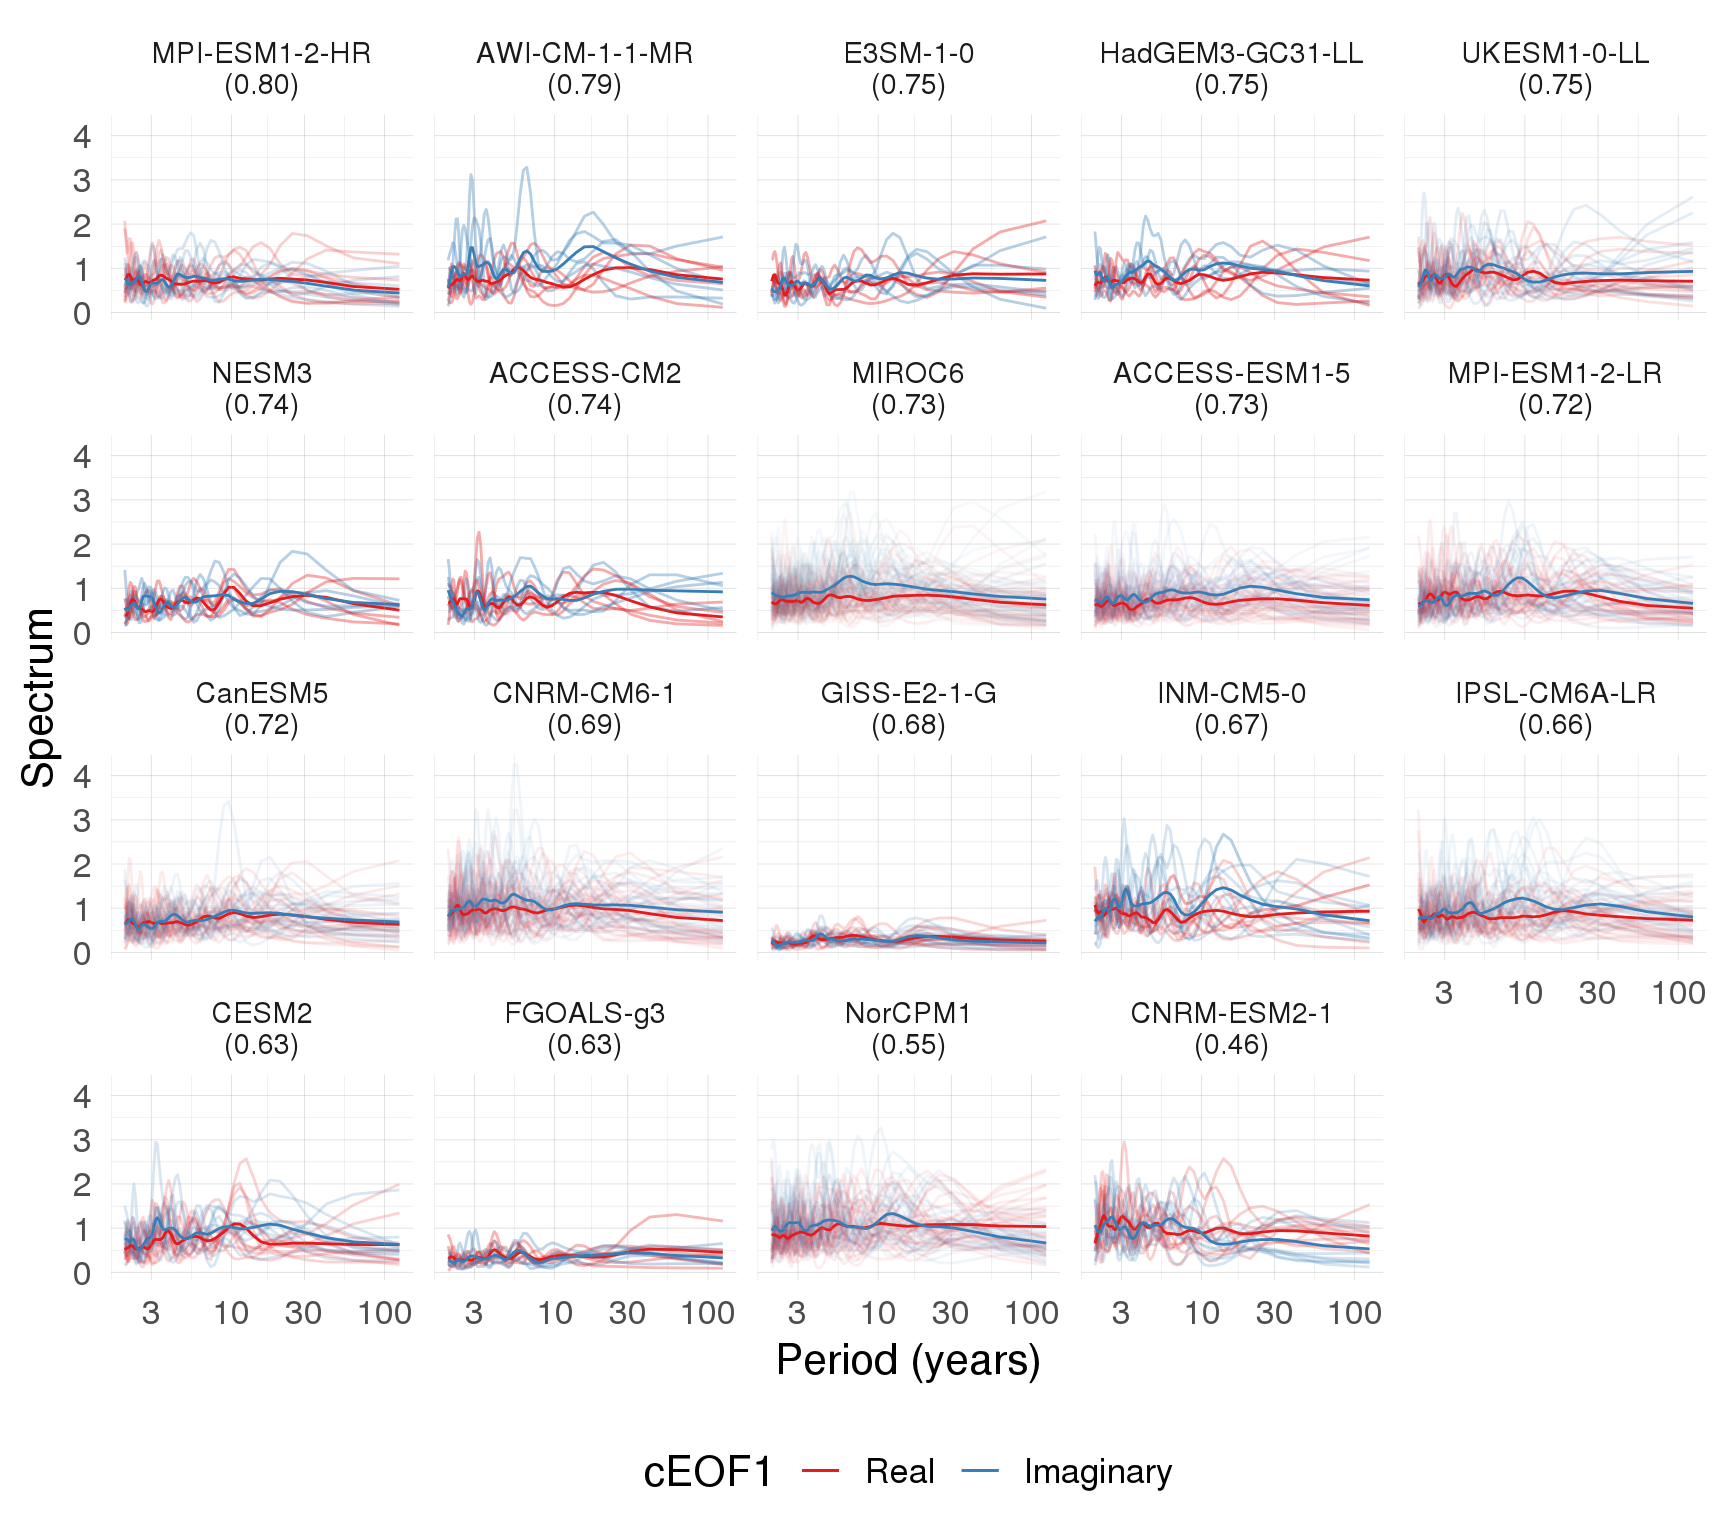 MPI-ESM1-2-HR AWI-CM-1-1-MR E3SM-1-0 HadGEM3-GC31-LL UKESM1-0-LL
(0.80) (0.79) (0.75) (0.75) (0.75)
4
3
2
1
0
NESM3 ACCESS-CM2 MIROC6 ACCESS-ESM1-5 MPI-ESM1-2-LR
(0.74) (0.74) (0.73) (0.73) (0.72)
4
3
2
1
0
Spectrum
CanESM5 CNRM-CM6-1 GISS-E2-1-G INM-CM5-0 IPSL-CM6A-LR
(0.72) (0.69) (0.68) (0.67) (0.66)
4
3
2
1
0
3 10 30 100
CESM2 FGOALS-g3 NorCPM1 CNRM-ESM2-1
(0.63) (0.63) (0.55) (0.46)
4
3
2
1
0
3 10 30 100 3 10 30 100 3 10 30 100 3 10 30 100
Period (years)
cEOF1 Real Imaginary